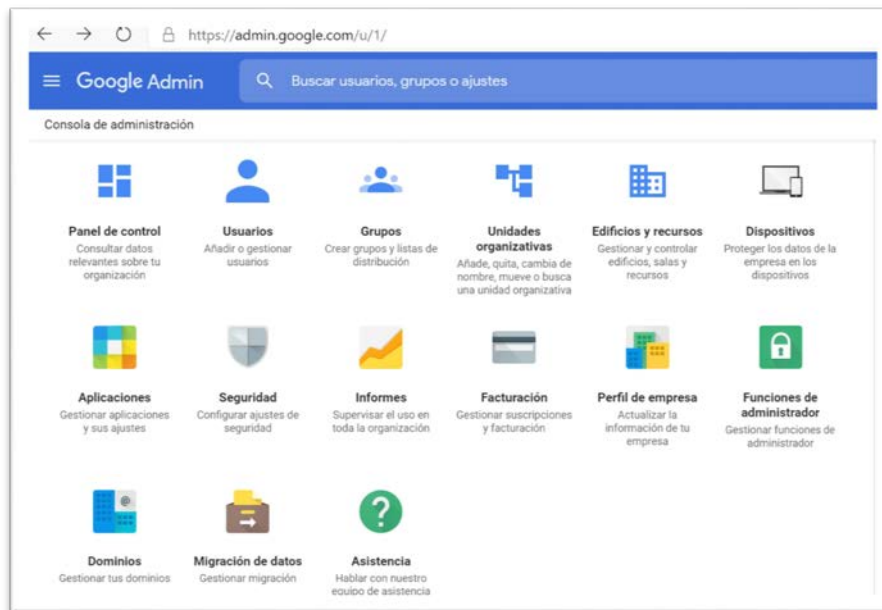 https://admin.google.com/u/1/
Google Admin
Buscar usuarios, grupos o ajustes
Consola de administración
Panel de control
Consultar datos
relevantes sobre tu
organización
Usuarios
Añadir o gestionar
usuarios
Grupos
Crear grupos y listas de
distribución
Unidades
organizativas
Añade, quita, cambia de
nombre, mueve o busca
una unidad organizativa
Edificios y recursos
Gestionar y controlar
edificios, salas y
recursos
Dispositivos
Proteger los datos de la
empresa en los
dispositivos
Aplicaciones
Gestionar aplicaciones
y sus ajustes
Seguridad
Configurar ajustes de
seguridad
Informes
Supervisar el uso en
toda la organización
Facturación
Gestionar suscripciones
y facturación
Perfil de empresa
Actualizar la
información de tu
empresa
Funciones de
administrador
Gestionar funciones de
administrador
Dominios
Gestionar tus dominios
Migración de datos
Gestionar migración
Asistencia
Hablar con nuestro
equipo de asistencia